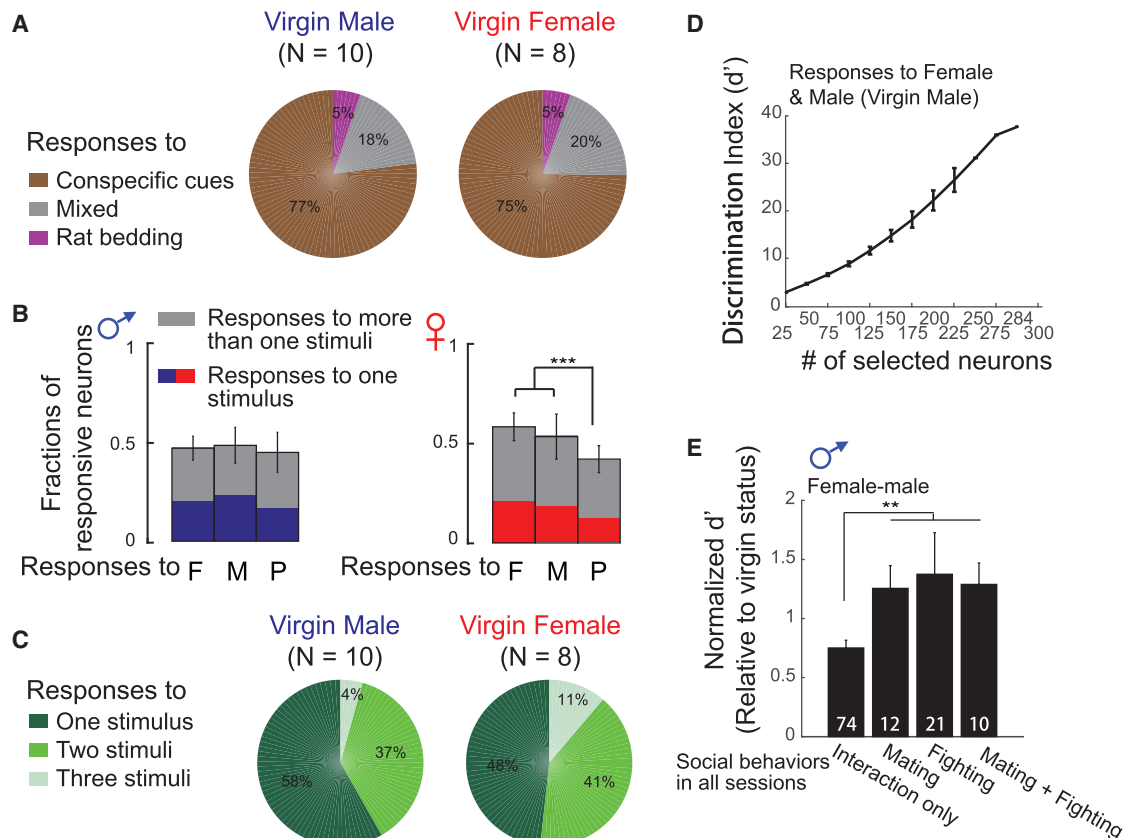 A
Virgin Male
(N = 10)
Virgin Female
(N = 8)
Responses to
Conspecific cues
Mixed
Rat bedding
5%
18%
77%
5%
20%
75%
B
Responses to more
than one stimuli
Responses to one
stimulus
Fractions of
responsive neurons
1
0.5
0
Responses to F M P
1
0.5
0
***
Responses to F M P
C
Virgin Male
(N = 10)
Virgin Female
(N = 8)
Responses to
One stimulus
Two stimuli
Three stimuli
4%
37%
58%
11%
41%
48%
D
Responses to Female
& Male (Virgin Male)
Discrimination Index (d')
40
30
20
10
0
25 50 75 100 125 150 175 200 225 250 275 284 300
# of selected neurons
E
Female-male
**
Normalized d'
(Relative to virgin status)
2
1.5
1
0.5
0
74 12 21 10
Social behaviors
in all sessions
Interaction only
Mating
Fighting
Mating + Fighting